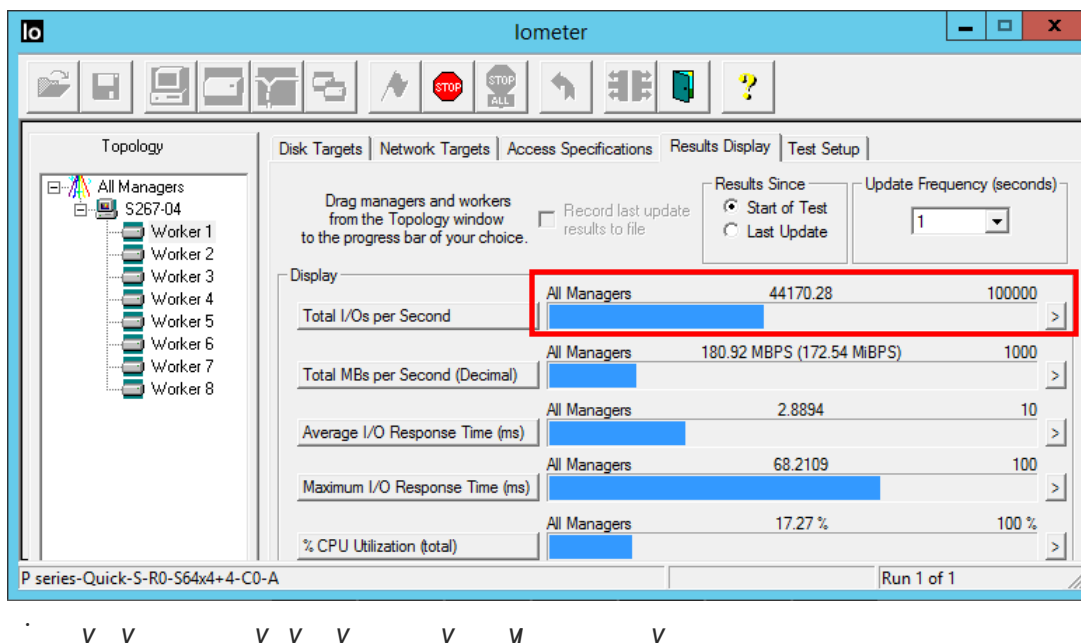 Io
Iometer
STOP
STOP ALL
Topology
All Managers
S267-04
Worker 1
Worker 2
Worker 3
Worker 4
Worker 5
Worker 6
Worker 7
Worker 8
Disk Targets Network Targets Access Specifications Results Display Test Setup
Drag managers and workers
from the Topology window
to the progress bar of your choice.
Record last update
results to file
Results Since
Start of Test
Last Update
Update Frequency (seconds)
1
Display
All Managers 44170.28 100000
Total I/Os per Second >
All Managers 180.92 MBPS (172.54 MiBPS) 1000
Total MBs per Second (Decimal) >
All Managers 2.8894 10
Average I/O Response Time (ms) >
All Managers 68.2109 100
Maximum I/O Response Time (ms) >
All Managers 17.27 % 100 %
% CPU Utilization (total) >
P series-Quick-S-R0-S64x4+4-C0-A Run 1 of 1